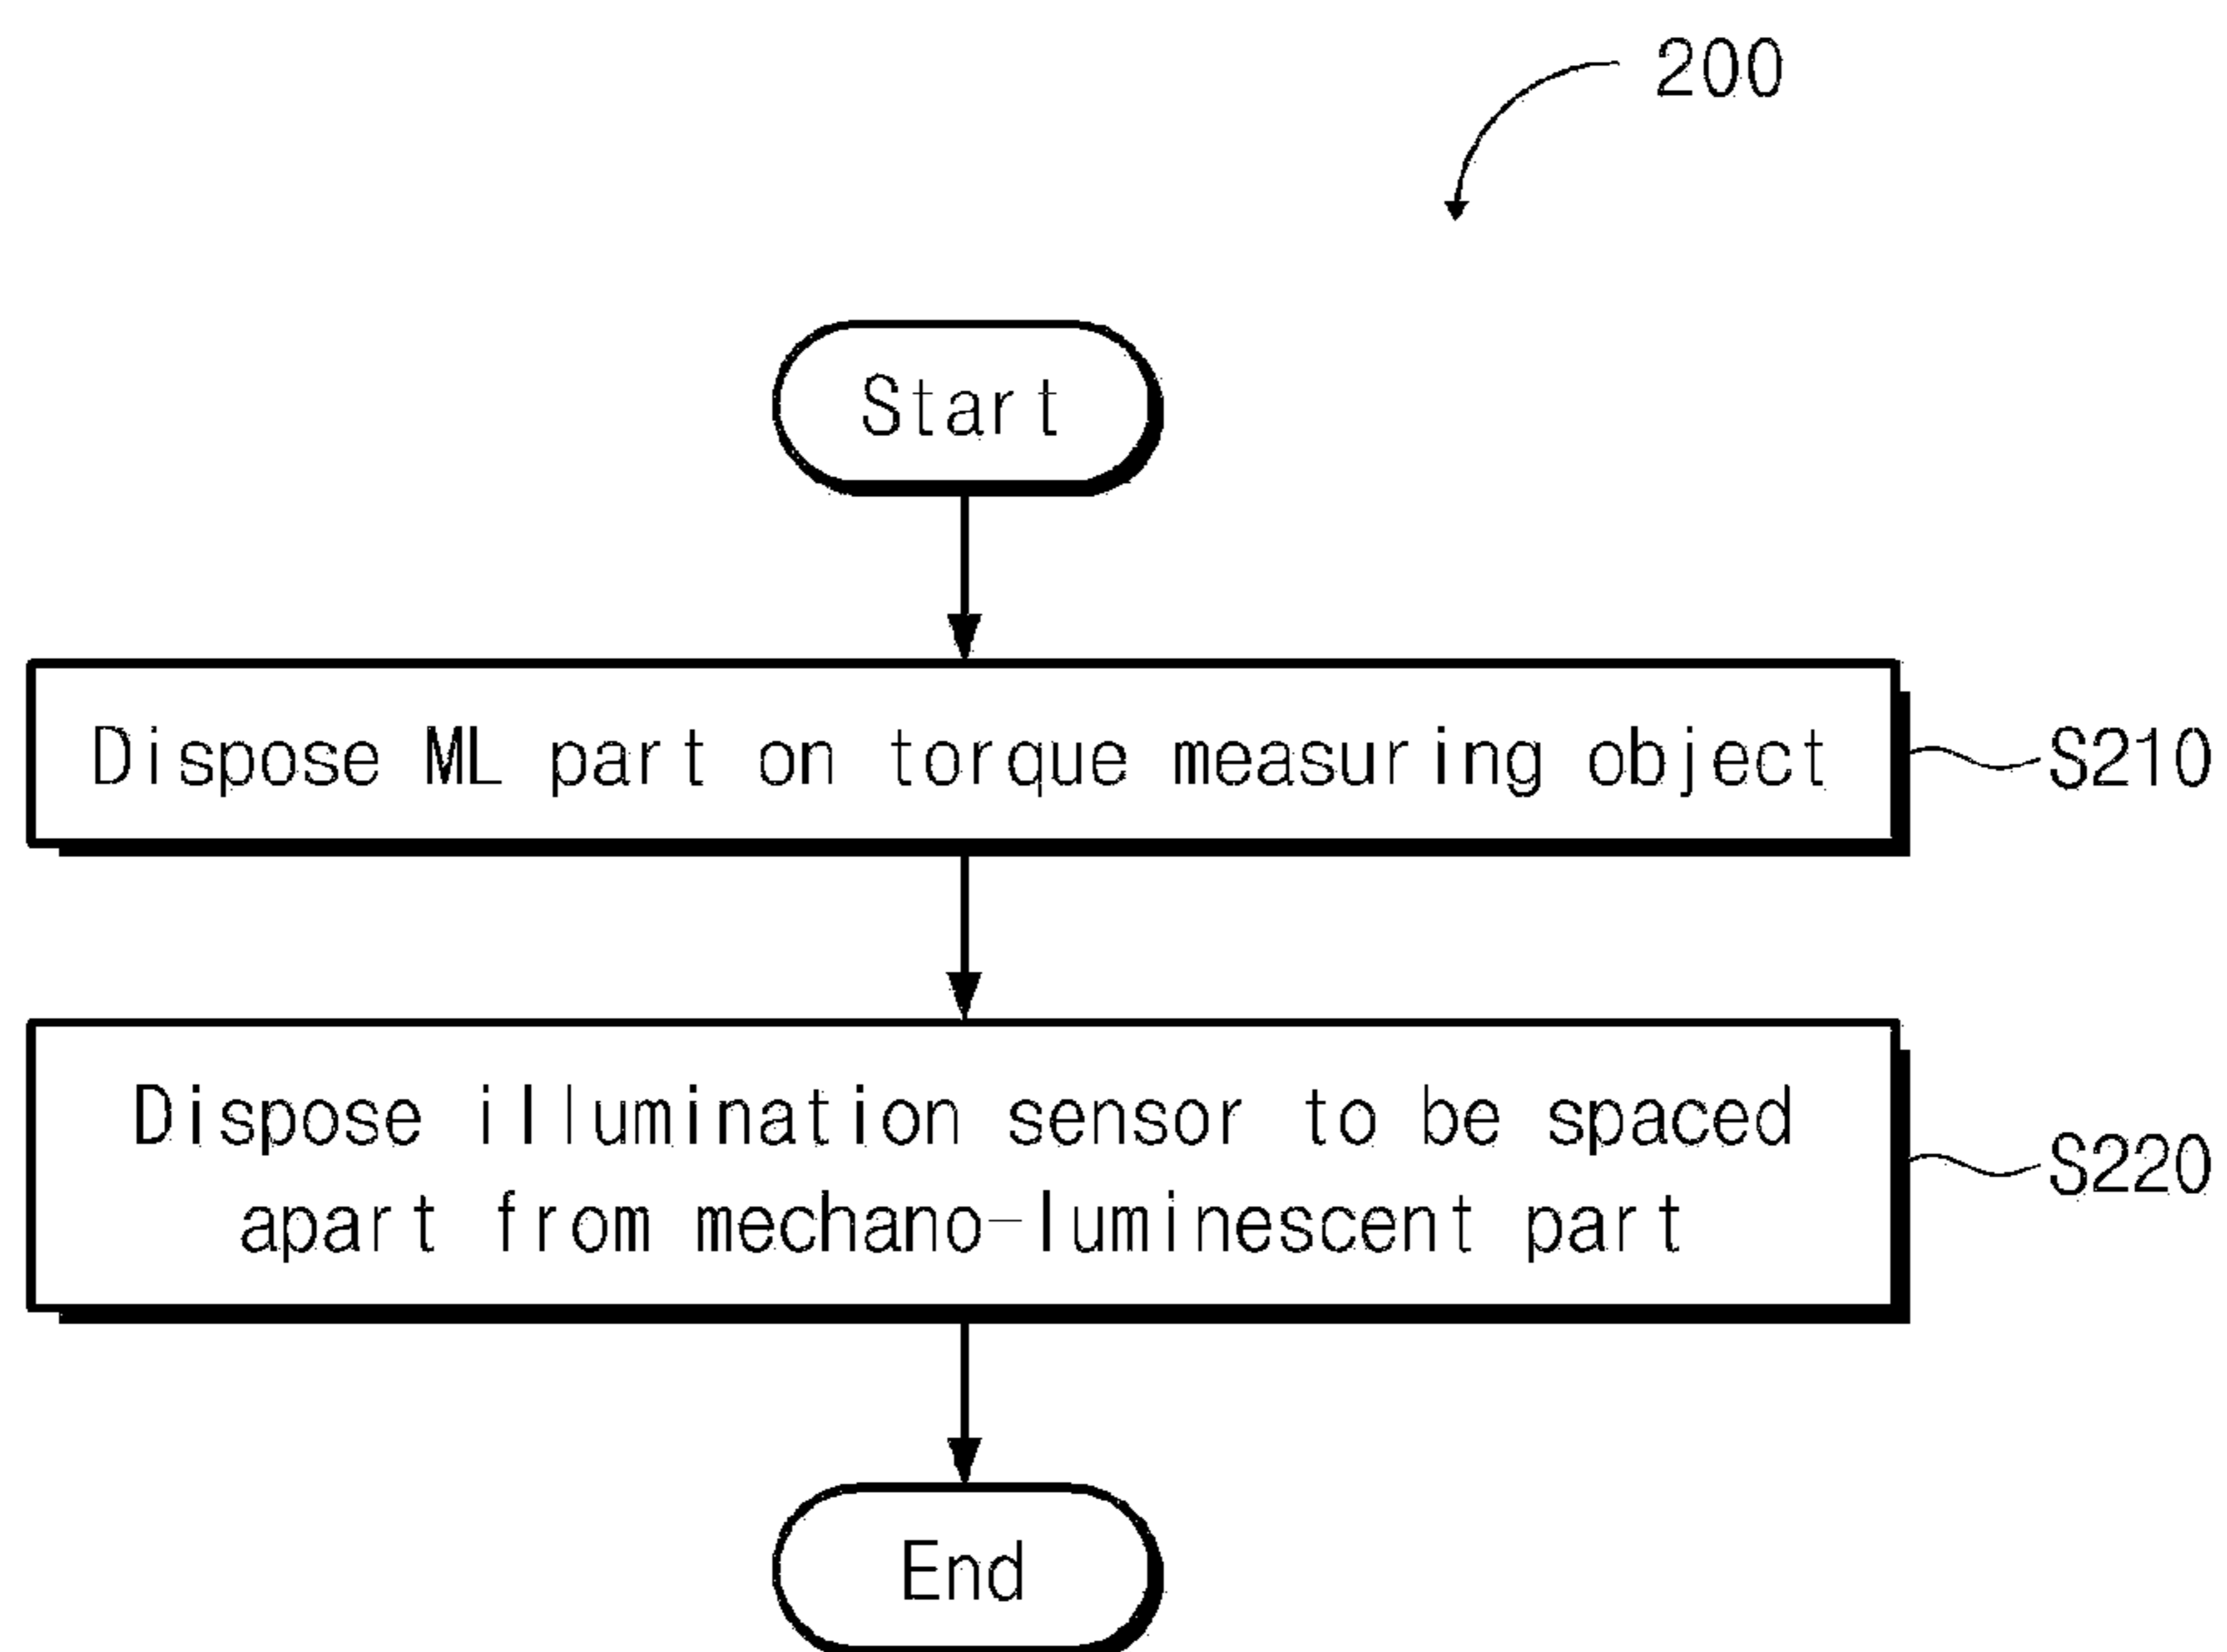 200
Start
Dispose ML part on torque measuring object
S210
Dispose illumination sensor to be spaced
apart from mechano-luminescent part
S220
End